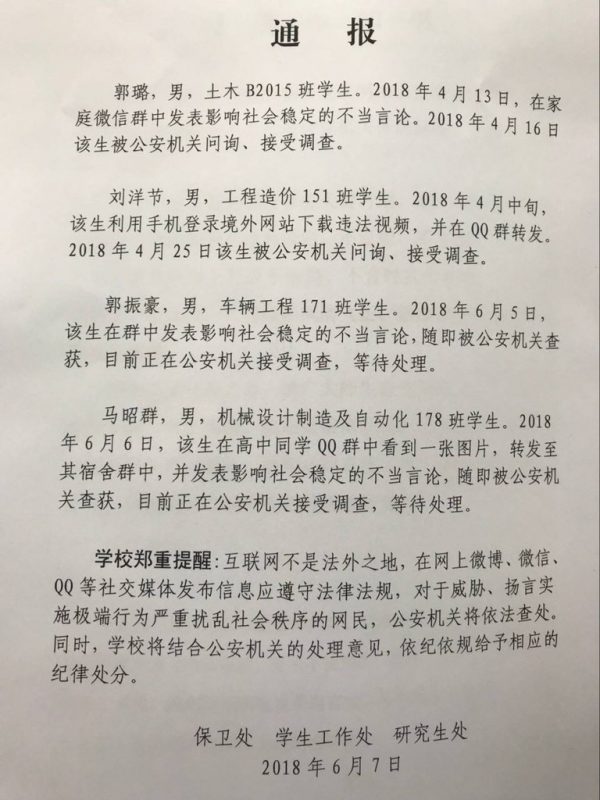 通 报
郭璐，男，土木 B2015 班学生。2018 年 4 月 13 日，在家
庭微信群中发表影响社会稳定的不当言论。2018 年 4 月 16 日
该生被公安机关问询、接受调查。
刘洋节，男，工程造价 151 班学生。2018 年 4 月中旬，
该生利用手机登录境外网站下载违法视频，并在 QQ 群转发。
2018 年 4 月 25 日该生被公安机关问询、接受调查。
郭振豪，男，车辆工程 171 班学生。2018 年 6 月 5 日，
该生在群中发表影响社会稳定的不当言论，随即被公安机关查
获，目前正在公安机关接受调查，等待处理。
马昭群，男，机械设计制造及自动化 178 班学生。2018
年 6 月 6 日，该生在高中同学 QQ 群中看到一张图片，转发至
其宿舍群中，并发表影响社会稳定的不当言论，随即被公安机
关查获，目前正在公安机关接受调查，等待处理。
学校郑重提醒：互联网不是法外之地，在网上微博、微信、
QQ 等社交媒体发布信息应遵守法律法规，对于威胁、扬言实
施极端行为严重扰乱社会秩序的网民，公安机关将依法查处。
同时，学校将结合公安机关的处理意见，依纪依规给予相应的
纪律处分。
保卫处 学生工作处 研究生处
2018 年 6 月 7 日